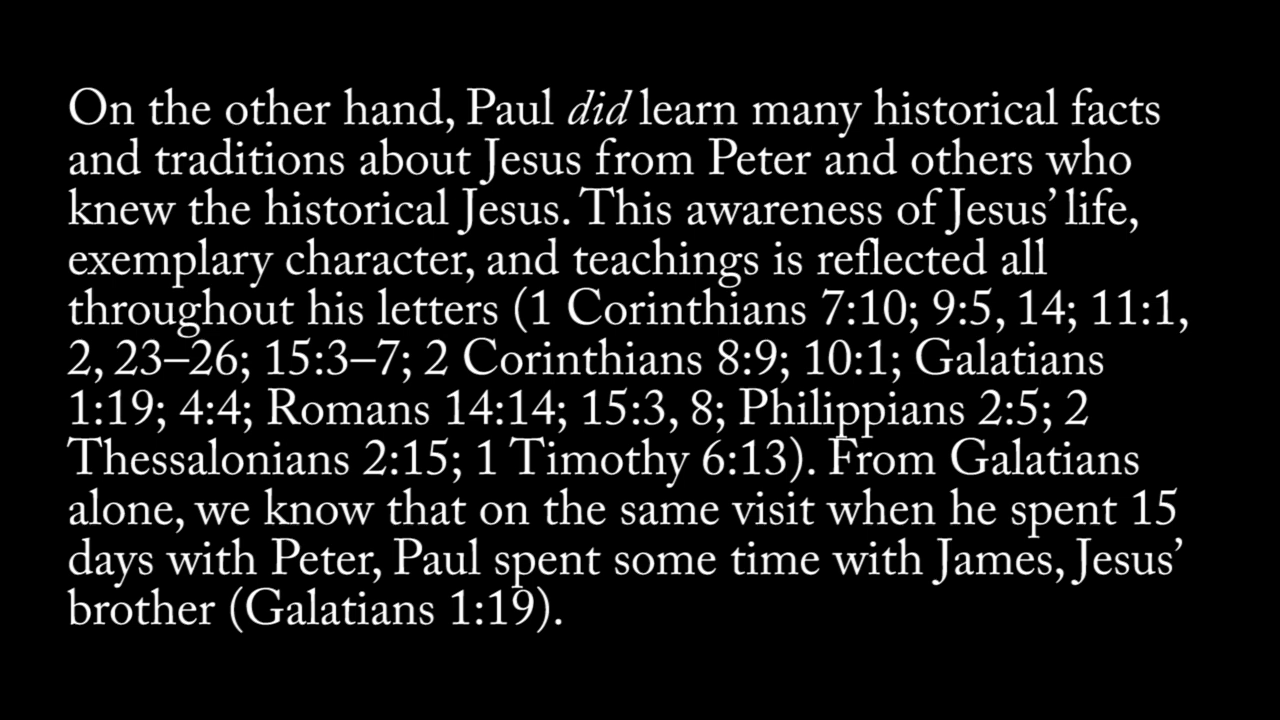 On the other hand, Paul did learn many historical facts
and traditions about Jesus from Peter and others who
knew the historical Jesus. This awareness of Jesus’ life,
exemplary character, and teachings is reflected all
throughout his letters (1 Corinthians 7:10; 9:5, 14; 11:1,
2, 23–26; 15:3–7; 2 Corinthians 8:9; 10:1; Galatians
1:19; 4:4; Romans 14:14; 15:3, 8; Philippians 2:5; 2
Thessalonians 2:15; 1 Timothy 6:13). From Galatians
alone, we know that on the same visit when he spent 15
days with Peter, Paul spent some time with James, Jesus’
brother (Galatians 1:19).